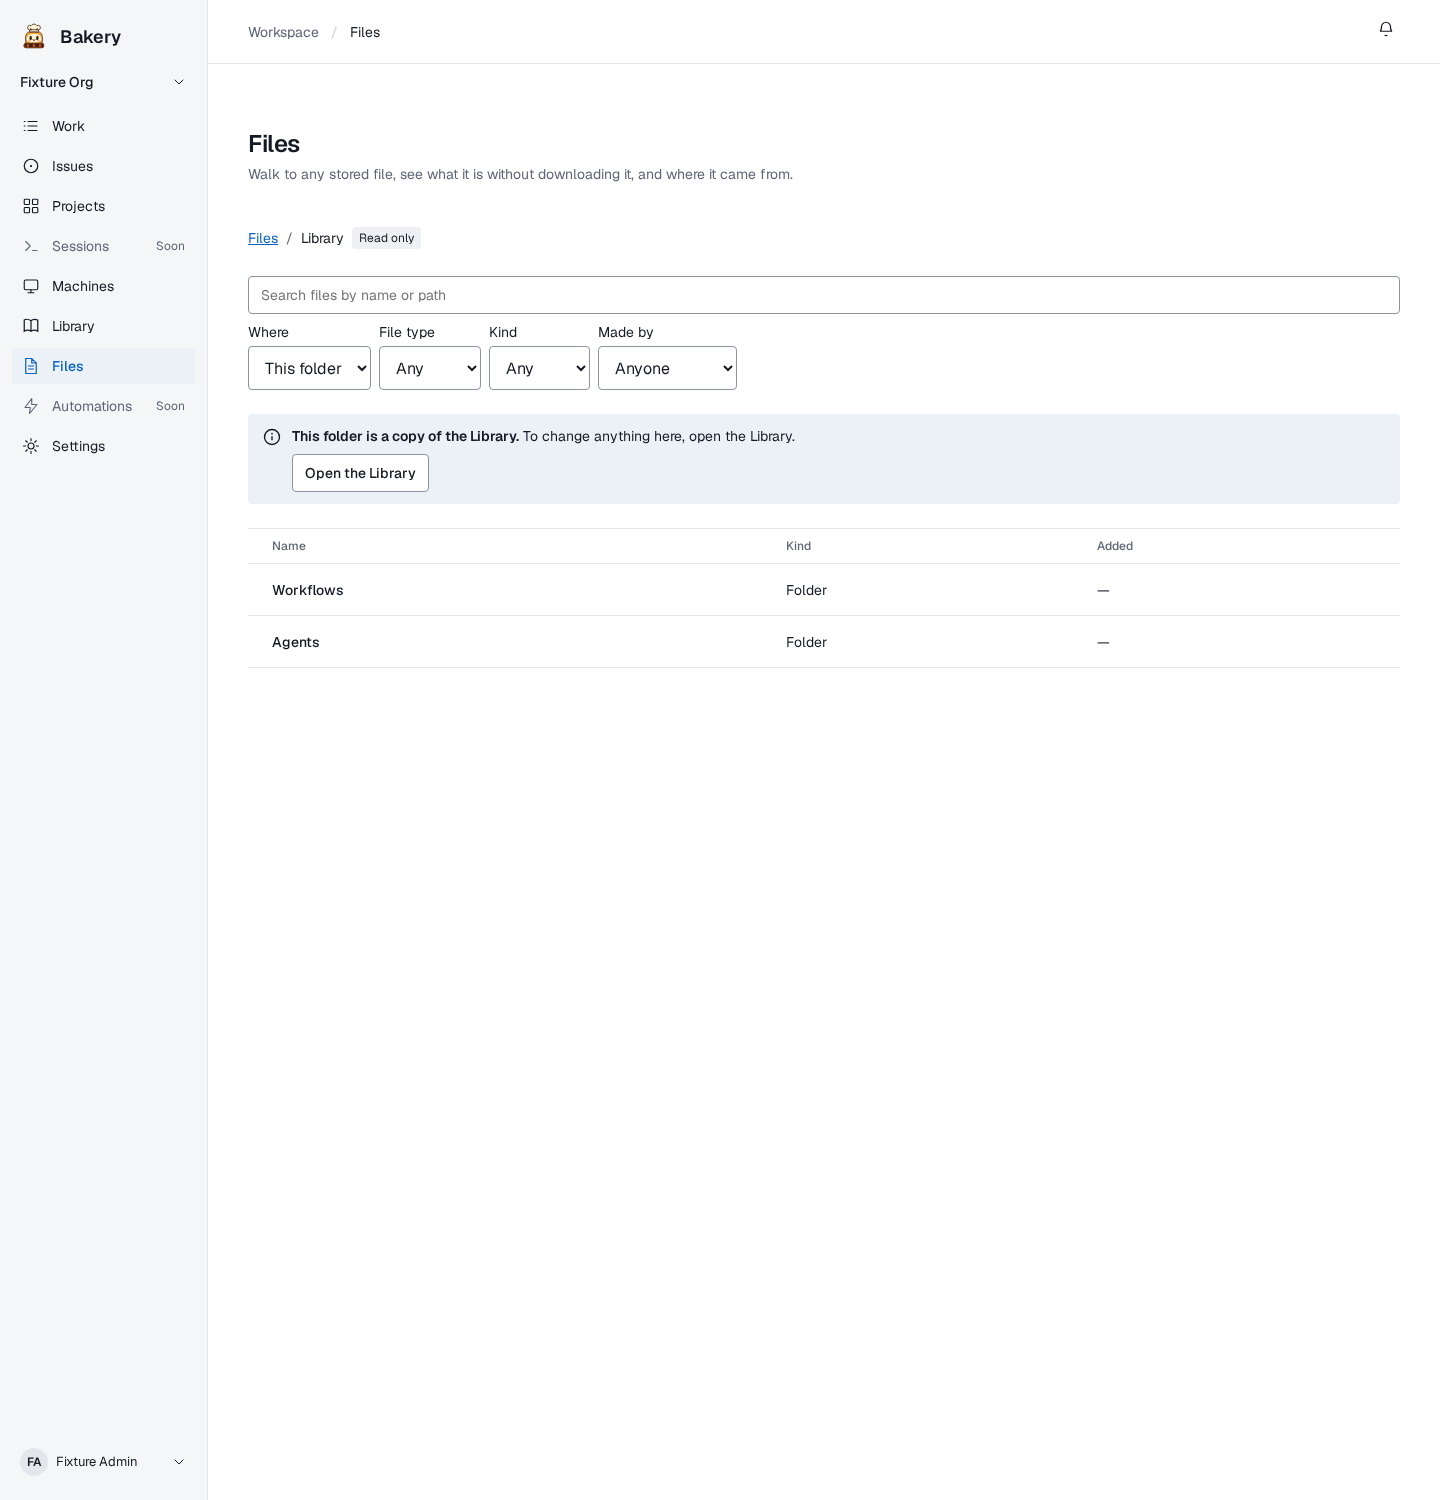 Bakery
Fixture Org
Work
Issues
Projects
Sessions Soon
Machines
Library
Files
Automations Soon
Settings
FA Fixture Admin
Workspace / Files
Files
Walk to any stored file, see what it is without downloading it, and where it came from.
Files / Library Read only
Search files by name or path
Where File type Kind Made by
This folder Any Any Anyone
This folder is a copy of the Library. To change anything here, open the Library.
Open the Library
Name Kind Added
Workflows Folder —
Agents Folder —